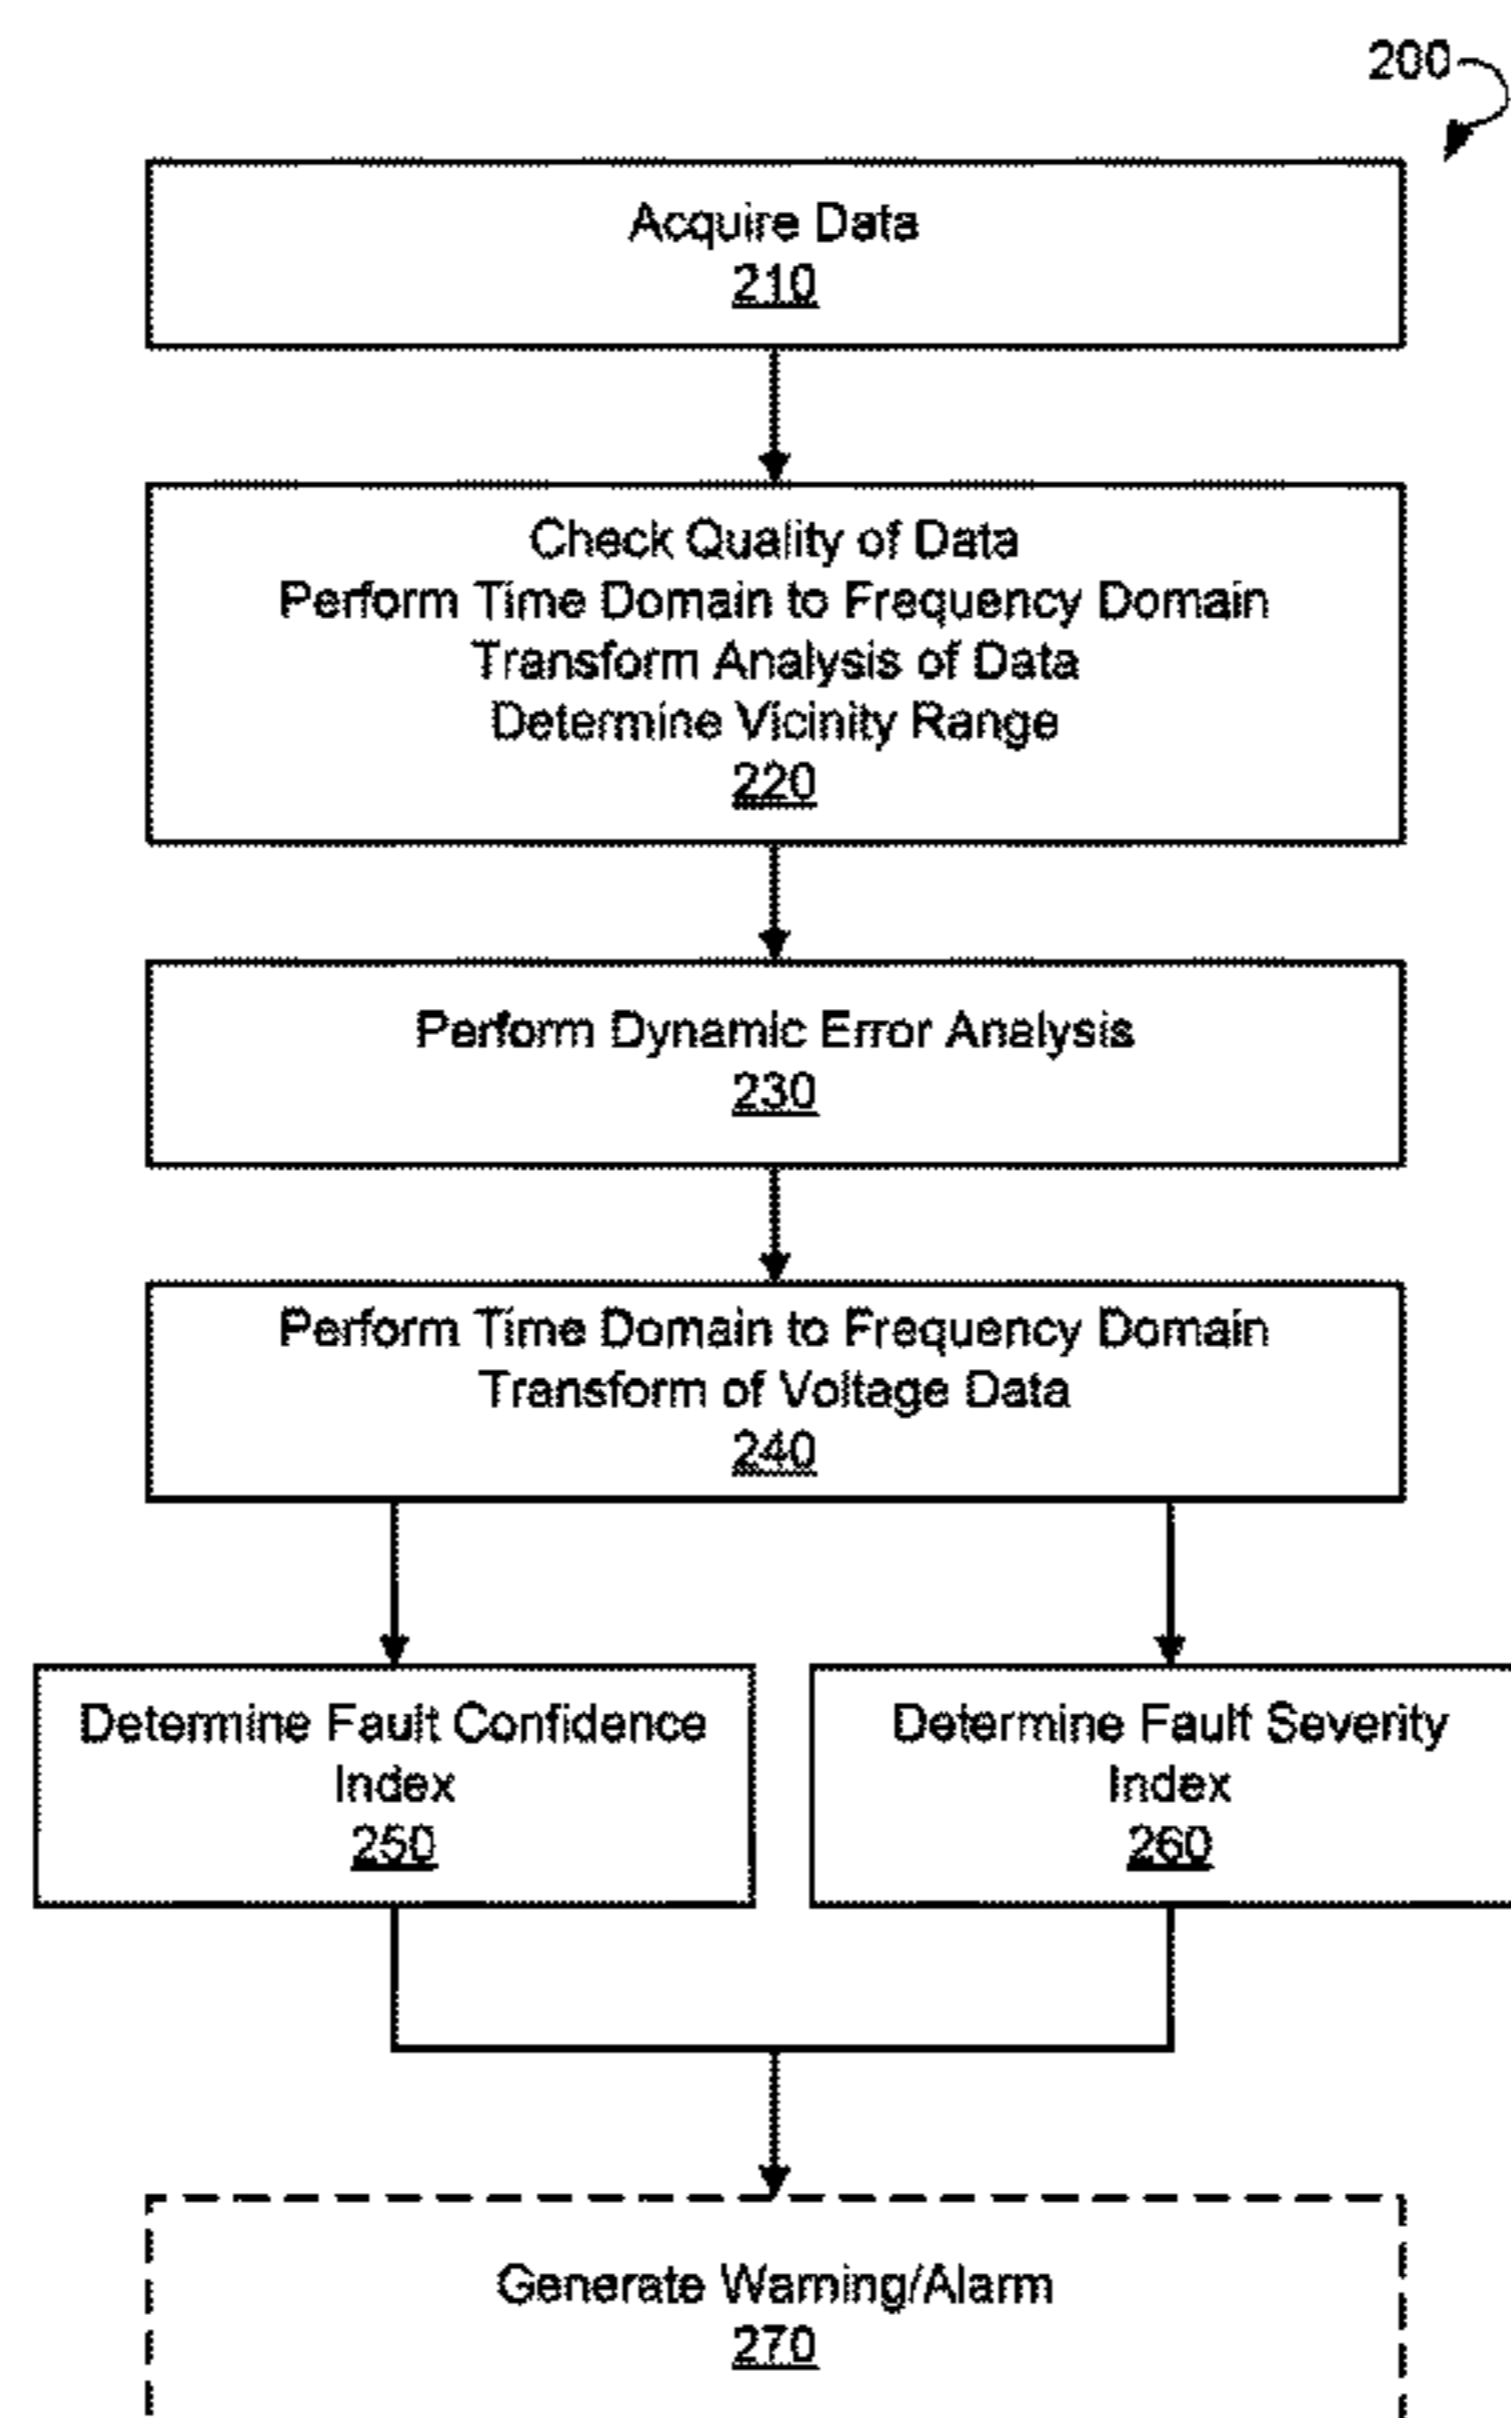 200
Acquire Data
210
Check Quality of Data
Perform Time Domain to Frequency Domain
Transform Analysis of Data
Determine Vicinity Range
220
Perform Dynamic Error Analysis
230
Perform Time Domain to Frequency Domain
Transform of Voltage Data
240
Determine Fault Confidence
Index
250
Determine Fault Severity
Index
260
Generate Warning/Alarm
270